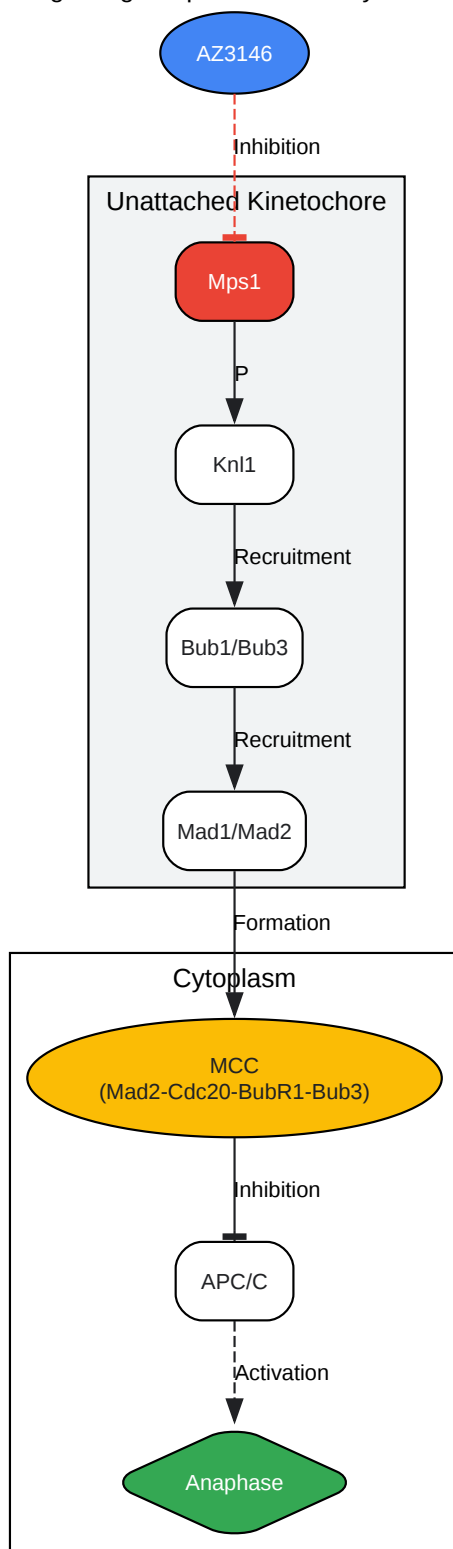 AZ3146
Inhibition
Unattached Kinetochore
Mps1
P
Knl1
Recruitment
Bub1/Bub3
Recruitment
Mad1/Mad2
Formation
Cytoplasm
MCC
(Mad2-Cdc20-BubR1-Bub3)
Inhibition
APC/C
Activation
Anaphase